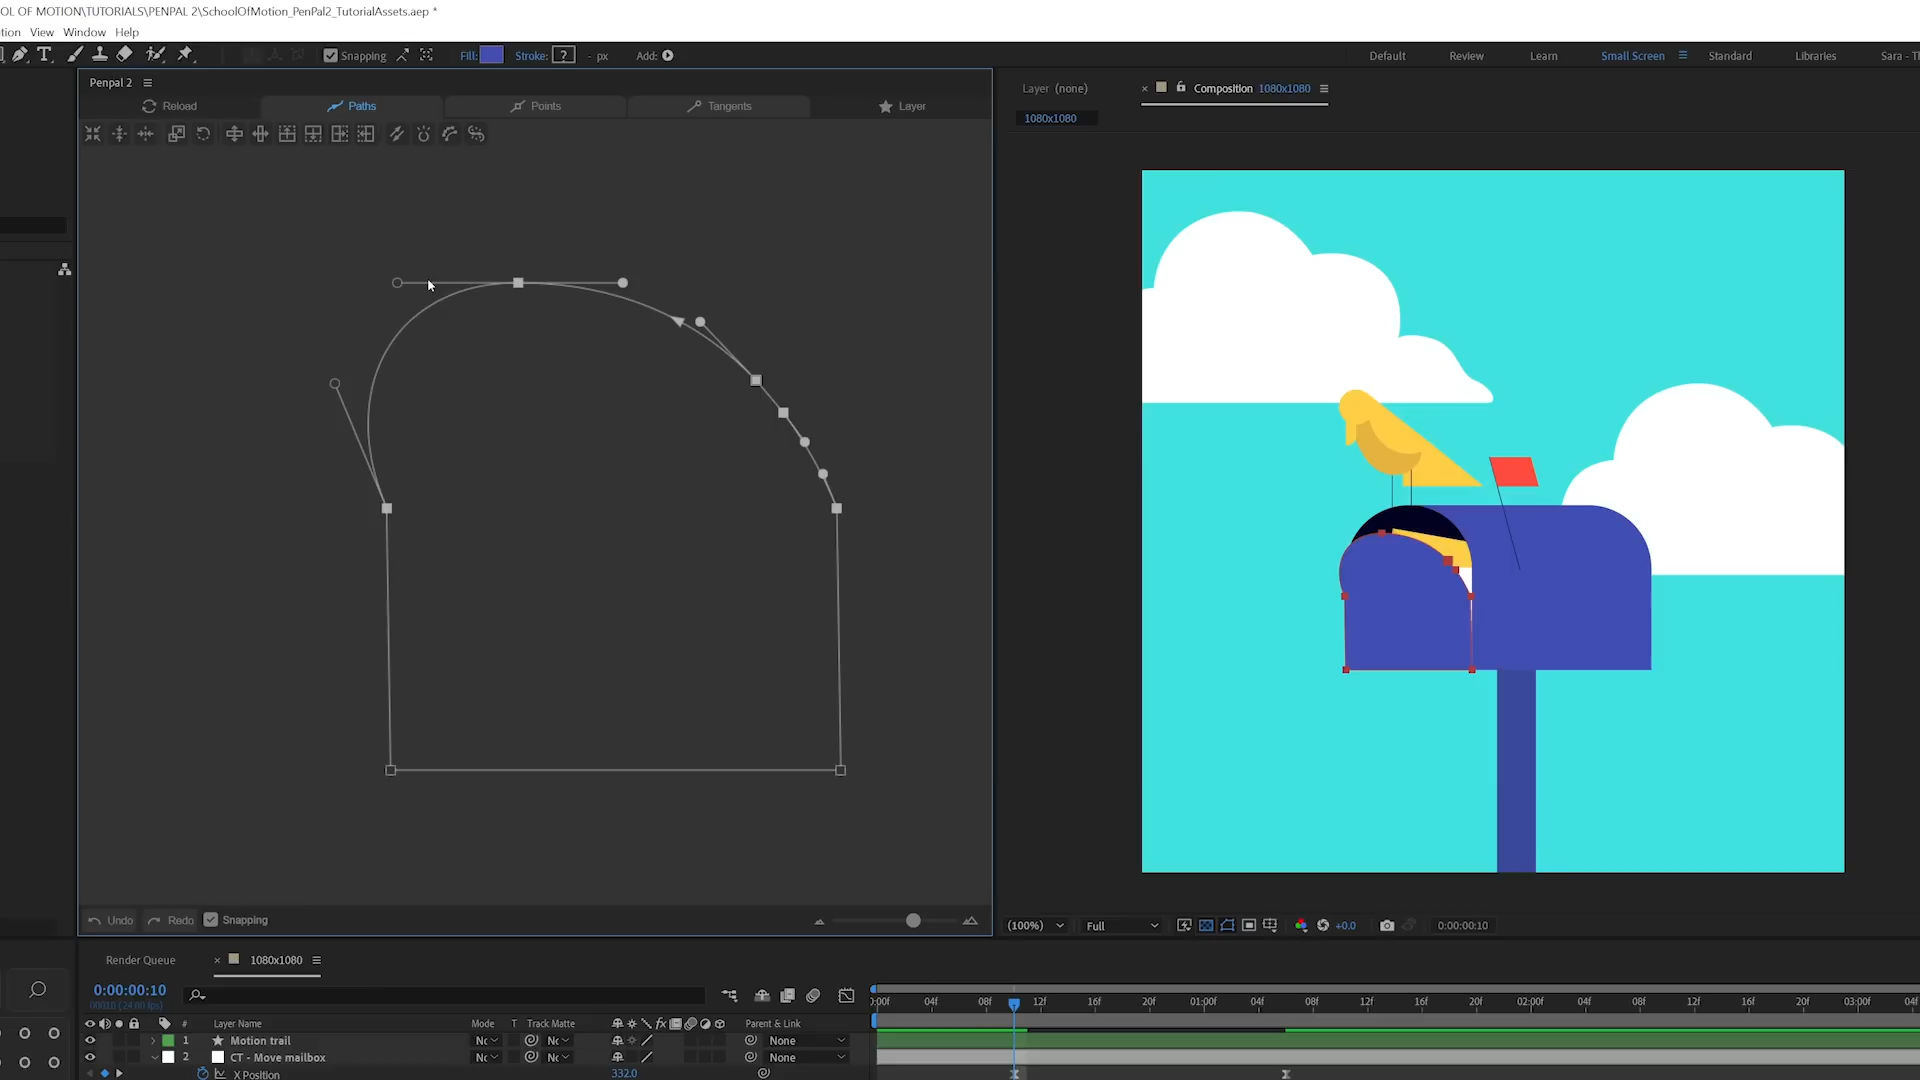 OL OF MOTION\TUTORIALS\PENPAL 2\SchoolOfMotion_PenPal2_TutorialAssets.aep *
tion View Window Help
T Snapping Fill: Stroke: ? - px Add: Default Review Learn Small Screen Standard Libraries Sara - T
Penpal 2
Layer (none) × Composition 1080x1080
Reload Paths Points Tangents Layer
1080x1080
Undo Redo Snapping
(100%) Full +0.0 0:00:00:10
Render Queue × 1080x1080
0:00:00:10
:00f 04f 08f 12f 16f 20f 01:00f 04f 08f 12f 16f 20f 02:00f 04f 08f 12f 16f 20f 03:00f 04f
# Layer Name Mode T Track Matte fx Parent & Link
1 Motion trail None
2 CT - Move mailbox None
X Position 332.0